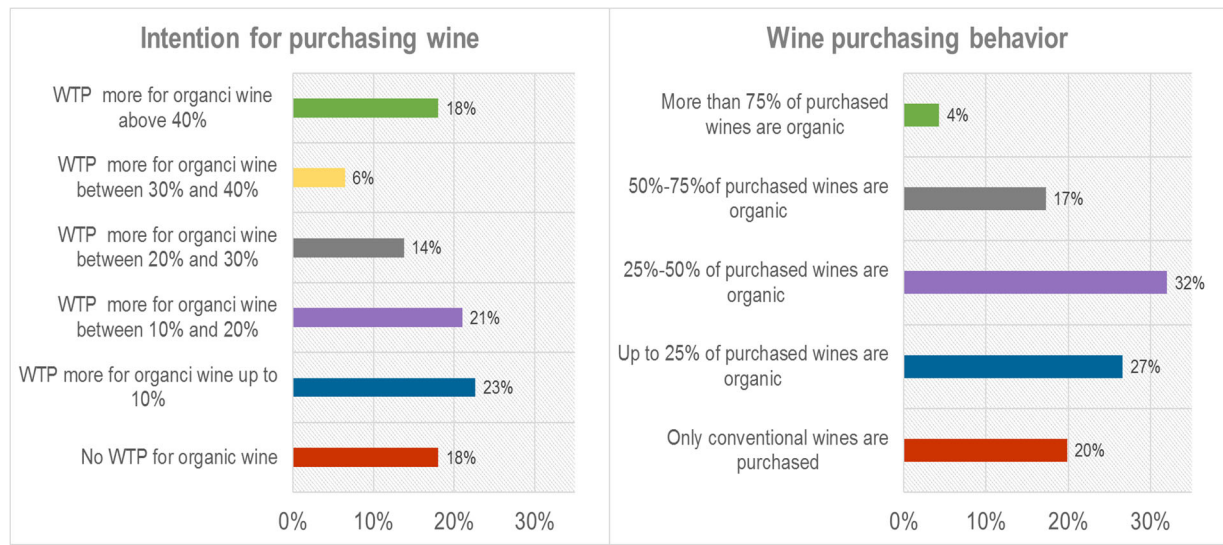 Intention for purchasing wine
WTP  more for organci wine
above 40%
18%
WTP  more for organci wine
between 30% and 40%
6%
WTP  more for organci wine
between 20% and 30%
14%
WTP  more for organci wine
between 10% and 20%
21%
WTP more for organci wine up to
10%
23%
No WTP for organic wine
18%
0% 10% 20% 30%
Wine purchasing behavior
More than 75% of purchased
wines are organic
4%
50%-75%of purchased wines are
organic
17%
25%-50% of purchased wines are
organic
32%
Up to 25% of purchased wines are
organic
27%
Only conventional wines are
purchased
20%
0% 10% 20% 30%